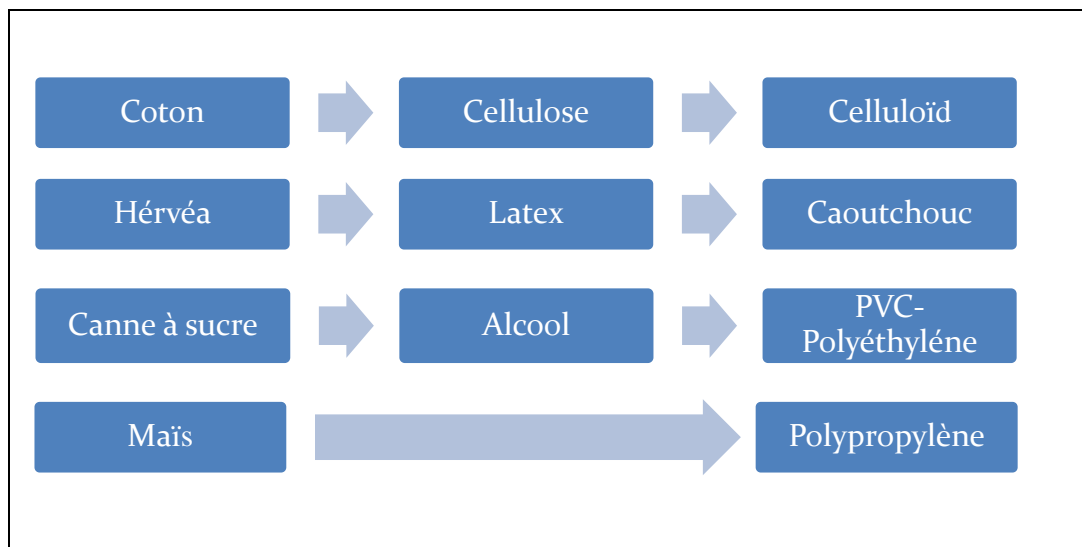 Coton
Cellulose
Celluloïd
Hérvéa
Latex
Caoutchouc
Canne à sucre
Alcool
PVC-
Polyéthyléne
Maïs
Polypropylène